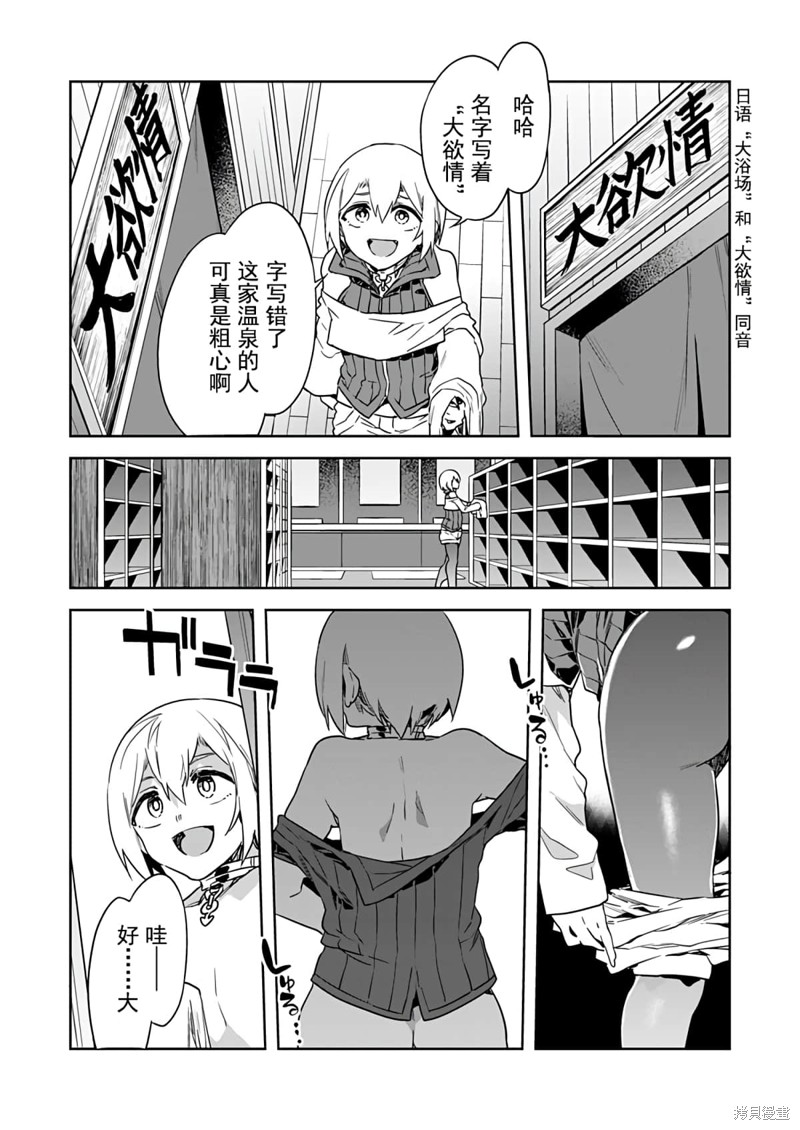 日语“大浴场”和“大欲情”同音
大欲情
哈哈
名字写着
“大欲情”
字写错了
这家温泉的人
可真是粗心啊
大欲情
しゅる…
しゅる…
ガララ
哇——
好……大
拷贝漫畫